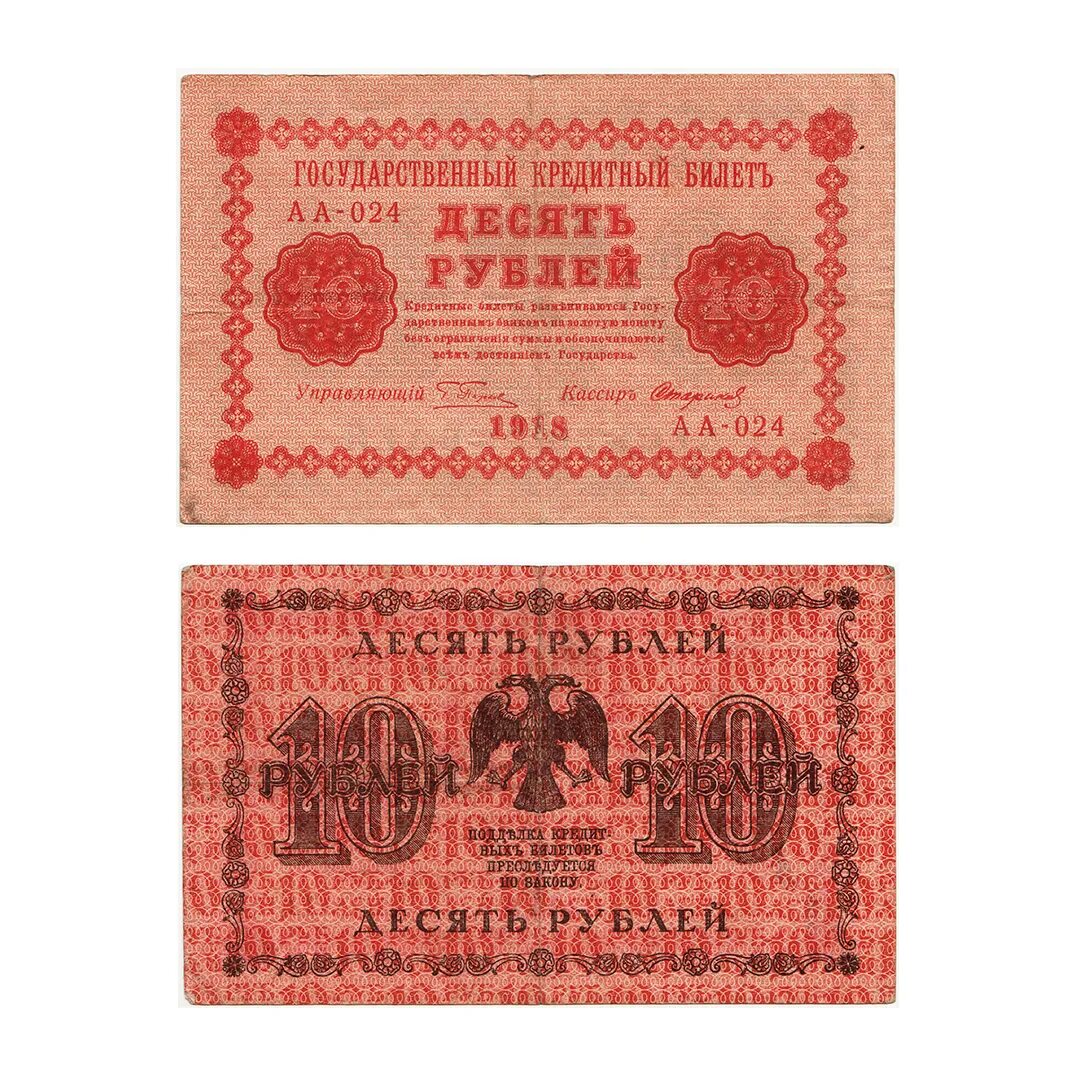 ГОСУДАРСТВЕННЫЙ КРЕДИТНЫЙ БИЛЕТЪ
АА-024
ДЕСЯТЬ
РУБЛЕЙ
10
10
Кредитные билеты размѣниваются Госу-
дарственнымъ банкомъ на золотую монету
безъ ограниченія суммы и обезпечиваются
всѣмъ достояніемъ Государства.
Управляющій Кассиръ
1918
АА-024
ДЕСЯТЬ РУБЛЕЙ
10 10
РУБЛЕЙ РУБЛЕЙ
ПОДДѢЛКА КРЕДИТ-
НЫХЪ БИЛЕТОВЪ
ПРЕСЛѢДУЕТСЯ
ПО ЗАКОНУ.
ДЕСЯТЬ РУБЛЕЙ